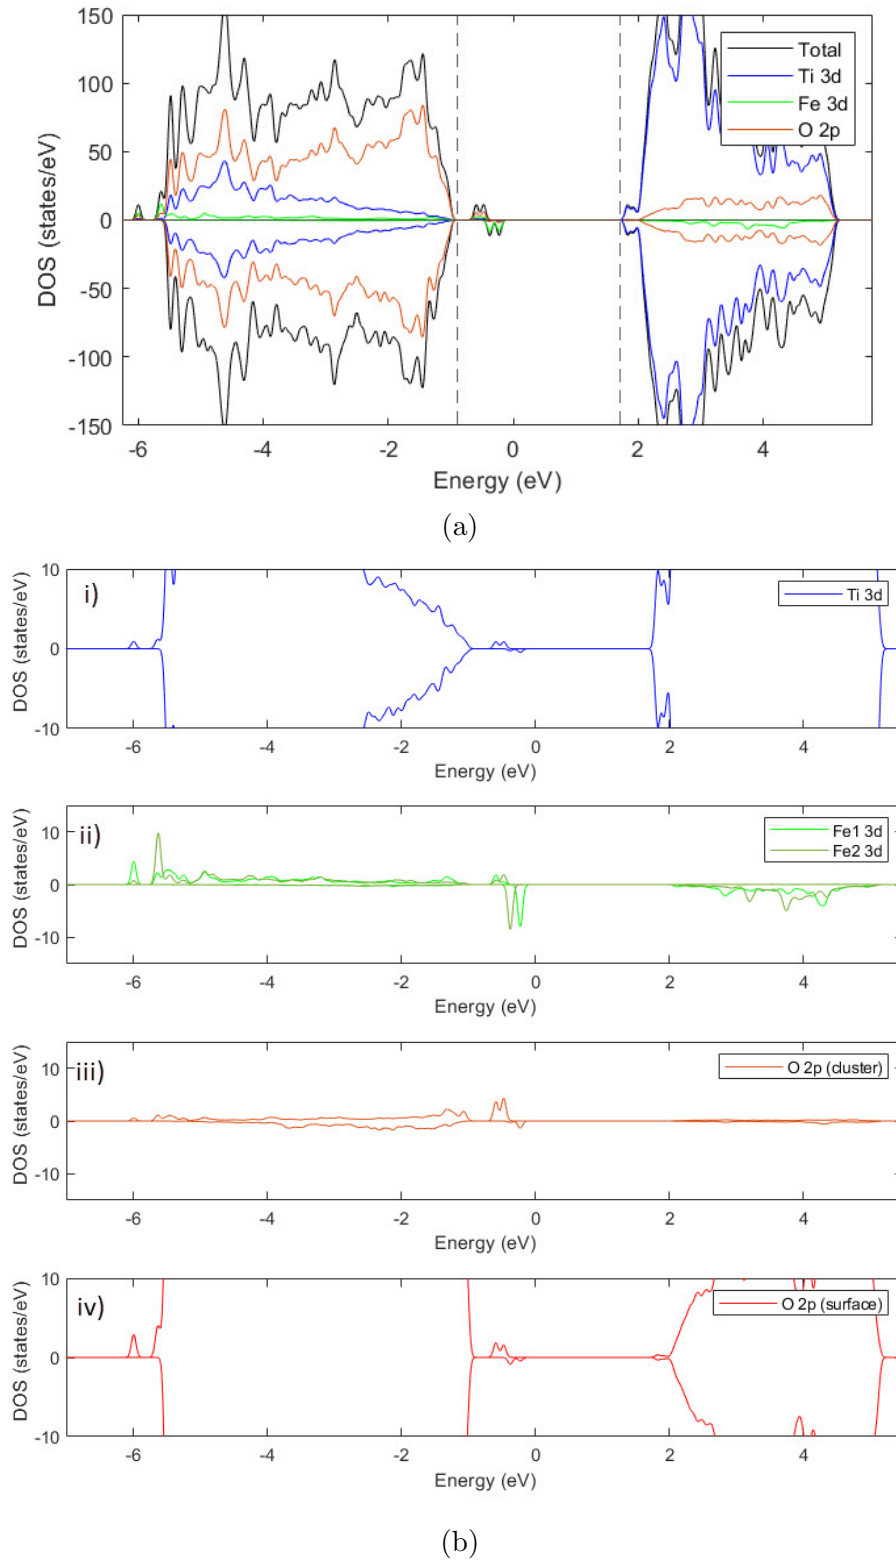 150
100
50
0
-50
-100
-150
DOS (states/eV)
Total
Ti 3d
Fe 3d
O 2p
-6 -4 -2 0 2 4
Energy (eV)
(a)
i)
10
0
-10
DOS (states/eV)
Ti 3d
-6 -4 -2 0 2 4
Energy (eV)
ii)
10
0
-10
DOS (states/eV)
Fe1 3d
Fe2 3d
-6 -4 -2 0 2 4
Energy (eV)
iii)
10
0
-10
DOS (states/eV)
O 2p (cluster)
-6 -4 -2 0 2 4
Energy (eV)
iv)
10
0
-10
DOS (states/eV)
O 2p (surface)
-6 -4 -2 0 2 4
Energy (eV)
(b)